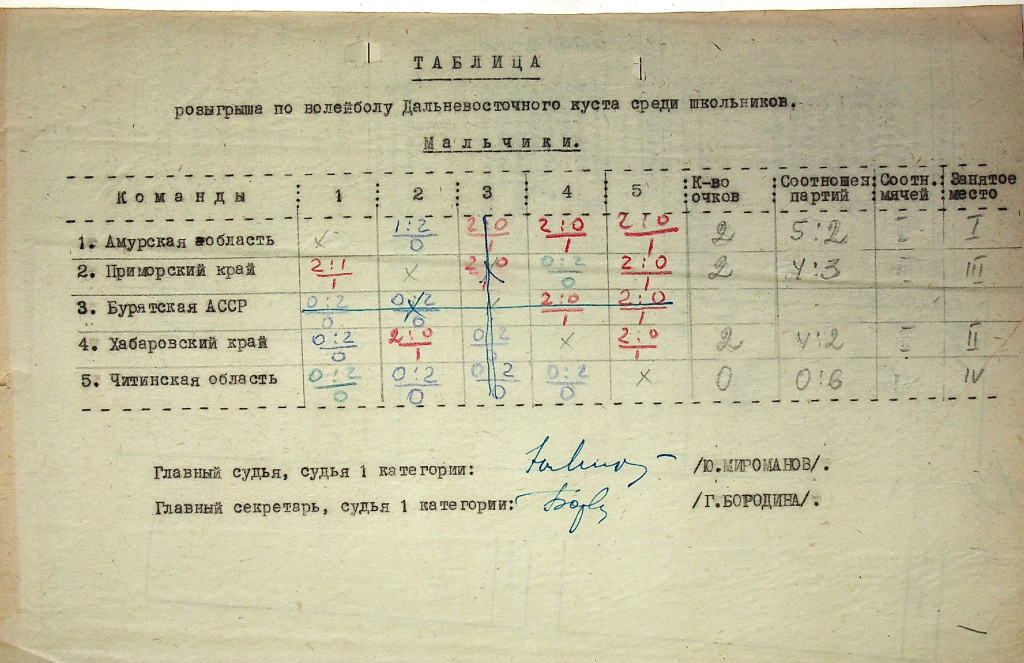 ТАБЛИЦА
розыгрыша по волейболу Дальневосточного куста среди школьников.
Мальчики.
Команды 1 2 3 4 5 К-во очков Соотношен. партий Соотн. мячей Занятое место
1. Амурская область х 1:2/0 2:0/1 2:0/1 2:0/1 2 5:2 - I
2. Приморский край 2:1/1 х 2:0 0:2/0 2:0/1 2 4:3 - III
3. Бурятская АССР 0:2/0 0:2/0 х 2:0/1 2:0/1
4. Хабаровский край 0:2/0 2:0/1 0:2/0 х 2:0/1 2 4:2 - II
5. Читинская область 0:2/0 0:2/0 0:2/0 0:2/0 х 0 0:6 - IV
Главный судья, судья 1 категории: /Ю.МИРОМАНОВ/.
Главный секретарь, судья 1 категории: /Г.БОРОДИНА/.